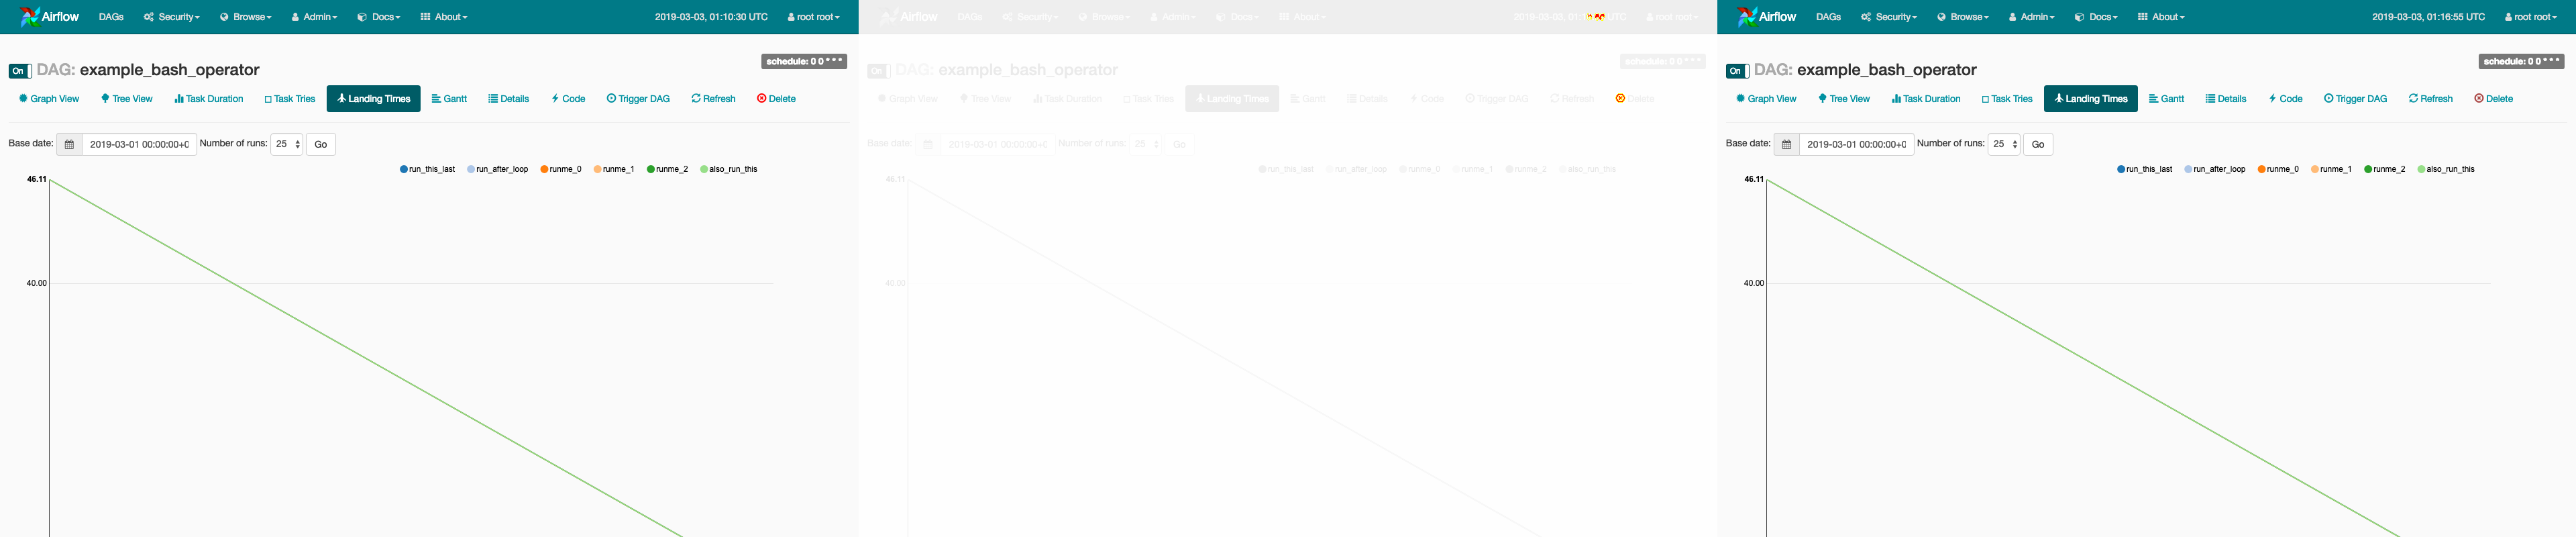 Airflow DAGs Security Browse Admin Docs About 2019-03-03, 01:10:30 UTC root root
schedule: 0 0 * * *
On DAG: example_bash_operator
Graph View Tree View Task Duration Task Tries Landing Times Gantt Details Code Trigger DAG Refresh Delete
Base date: 2019-03-01 00:00:00+0 Number of runs: 25 Go
run_this_last run_after_loop runme_0 runme_1 runme_2 also_run_this
46.11
40.00
Airflow DAGs Security Browse Admin Docs About 2019-03-03, UTC root root
schedule: 0 0 * * *
On DAG: example_bash_operator
Graph View Tree View Task Duration Task Tries Landing Times Gantt Details Code Trigger DAG Refresh Delete
Base date: 2019-03-01 00:00:00+0 Number of runs: 25 Go
run_this_last run_after_loop runme_0 runme_1 runme_2 also_run_this
46.11
40.00
Airflow DAGs Security Browse Admin Docs About 2019-03-03, 01:16:55 UTC root root
schedule: 0 0 * * *
On DAG: example_bash_operator
Graph View Tree View Task Duration Task Tries Landing Times Gantt Details Code Trigger DAG Refresh Delete
Base date: 2019-03-01 00:00:00+0 Number of runs: 25 Go
run_this_last run_after_loop runme_0 runme_1 runme_2 also_run_this
46.11
40.00